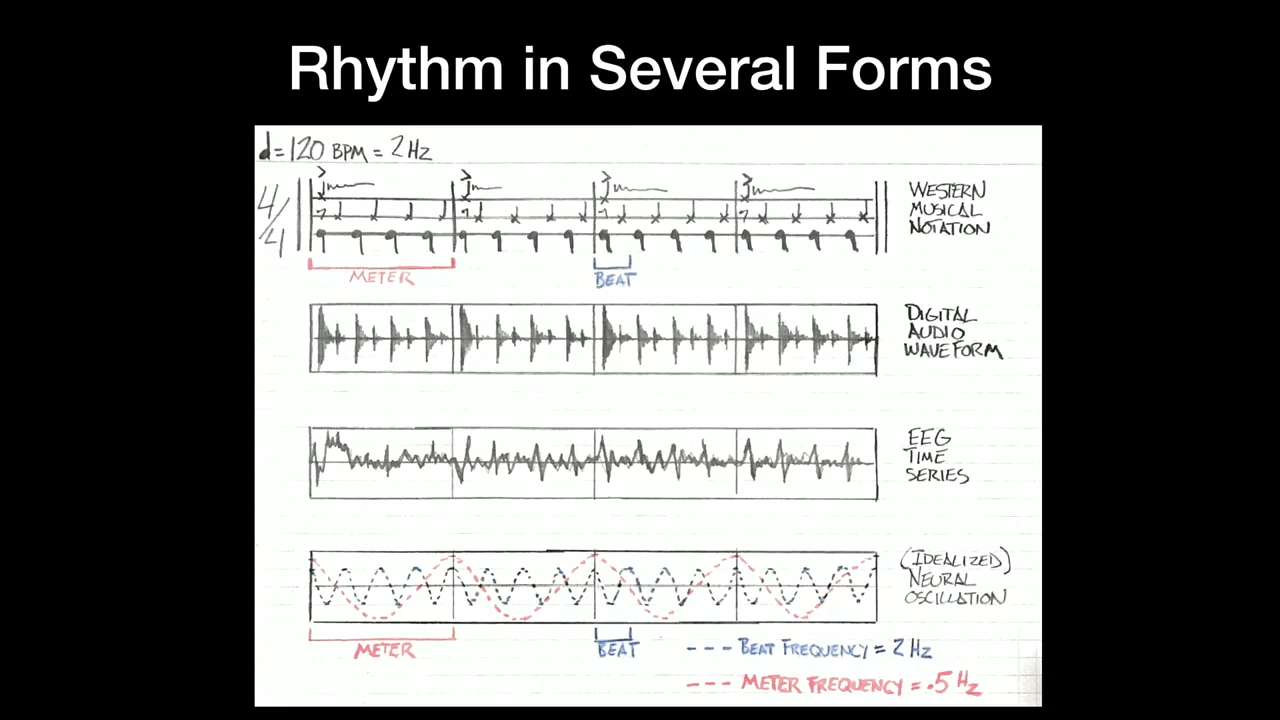 Rhythm in Several Forms
d=120 BPM = 2 Hz
4/4
WESTERN
MUSICAL
NOTATION
METER
BEAT
DIGITAL
AUDIO
WAVEFORM
EEG
TIME
SERIES
(IDEALIZED)
NEURAL
OSCILLATION
METER
BEAT
--- BEAT FREQUENCY = 2 Hz
--- METER FREQUENCY = .5 Hz